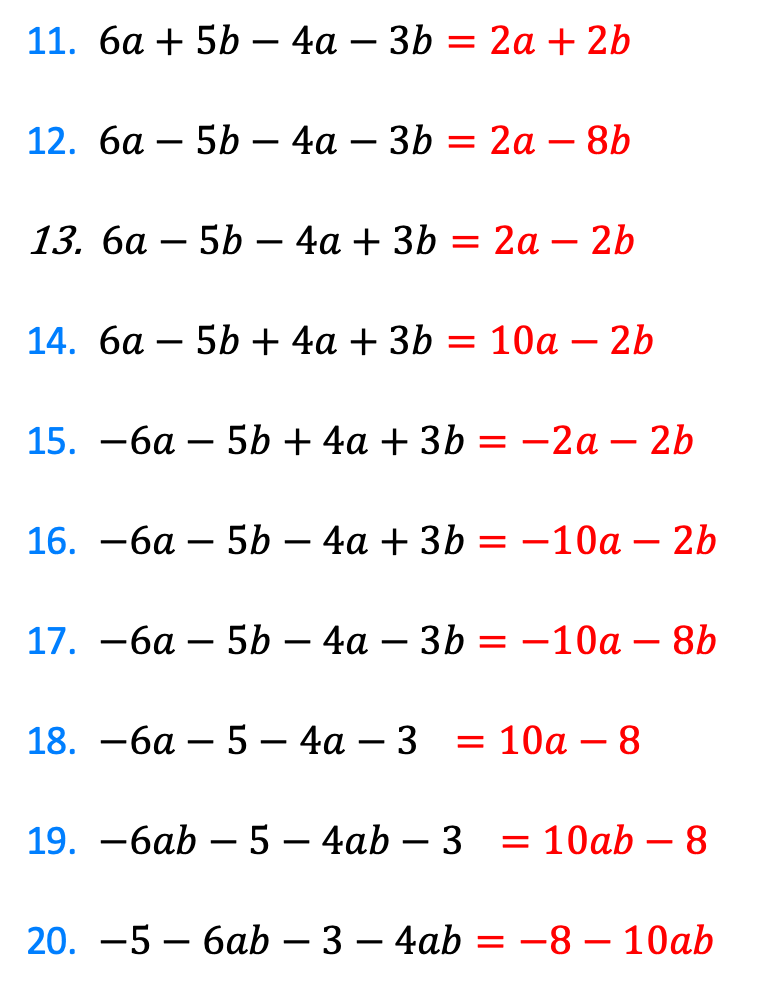 11. 6a + 5b − 4a − 3b = 2a + 2b
12. 6a − 5b − 4a − 3b = 2a − 8b
13. 6a − 5b − 4a + 3b = 2a − 2b
14. 6a − 5b + 4a + 3b = 10a − 2b
15. −6a − 5b + 4a + 3b = −2a − 2b
16. −6a − 5b − 4a + 3b = −10a − 2b
17. −6a − 5b − 4a − 3b = −10a − 8b
18. −6a − 5 − 4a − 3 = 10a − 8
19. −6ab − 5 − 4ab − 3 = 10ab − 8
20. −5 − 6ab − 3 − 4ab = −8 − 10ab